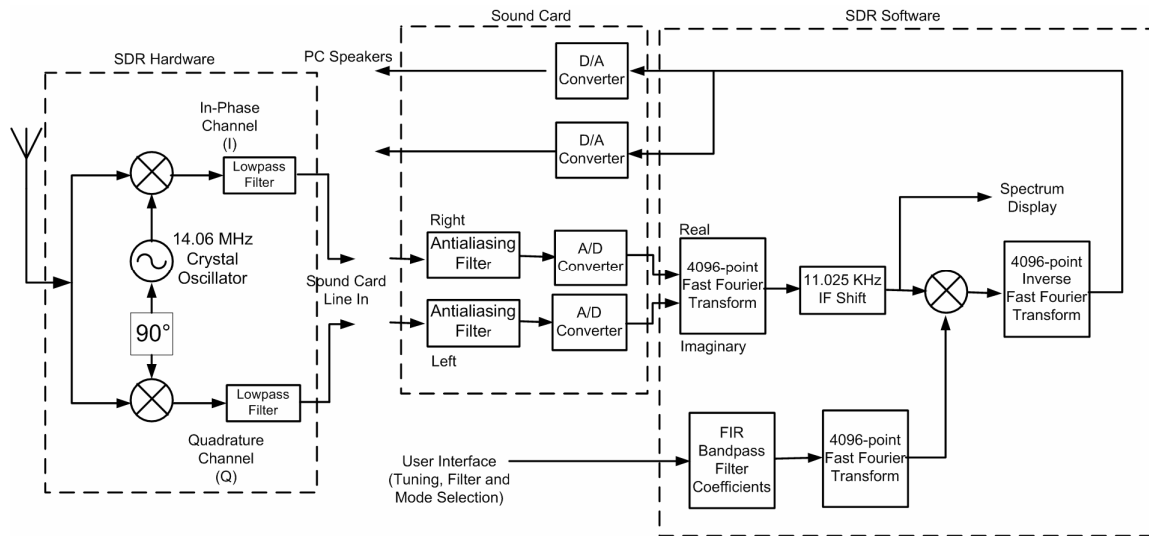 Sound Card
SDR Software
SDR Hardware
PC Speakers
D/A
Converter
In-Phase
Channel
(I)
Lowpass
Filter
D/A
Converter
Spectrum
Display
14.06 MHz
Crystal
Oscillator
Right
Antialiasing
Filter
A/D
Converter
Real
4096-point
Fast Fourier
Transform
Imaginary
11.025 KHz
IF Shift
4096-point
Inverse
Fast Fourier
Transform
Sound Card
Line In
Antialiasing
Filter
A/D
Converter
Left
90°
Lowpass
Filter
Quadrature
Channel
(Q)
User Interface
(Tuning, Filter and
Mode Selection)
FIR
Bandpass
Filter
Coefficients
4096-point
Fast Fourier
Transform